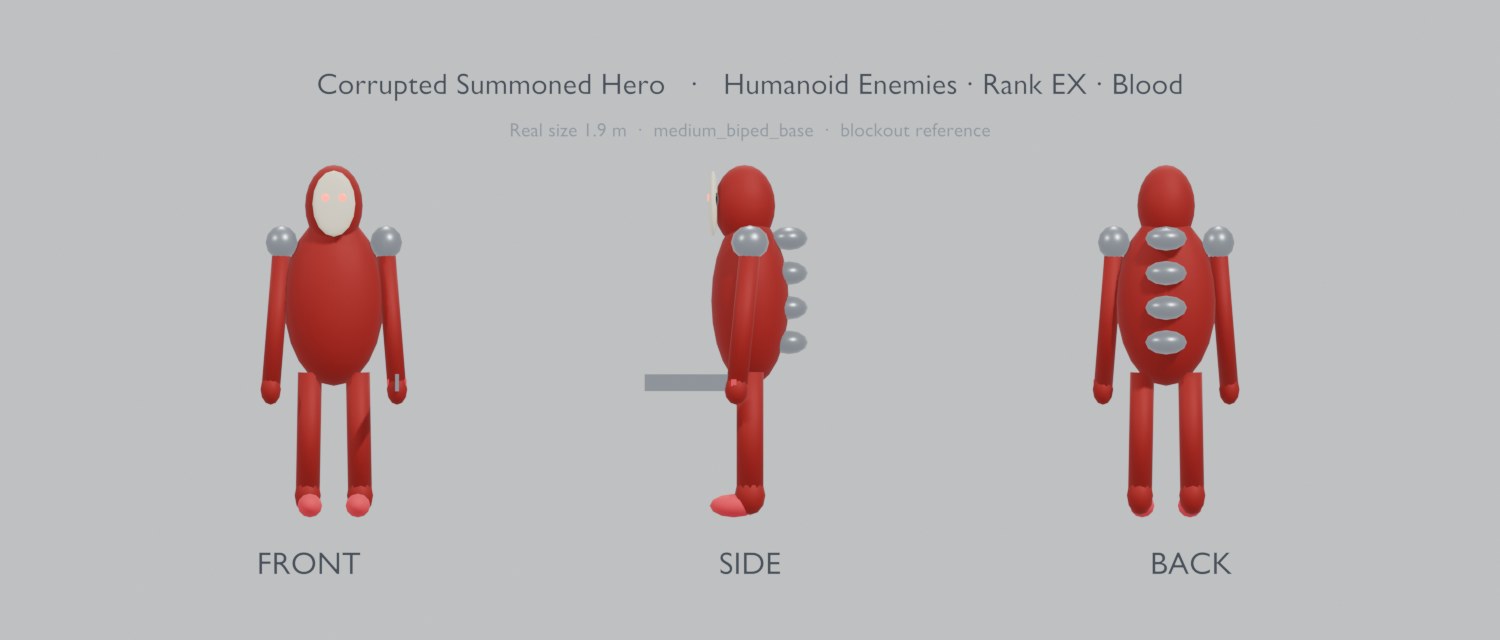 Corrupted Summoned Hero · Humanoid Enemies · Rank EX · Blood
Real size 1.9 m · medium_biped_base · blockout reference
FRONT SIDE BACK